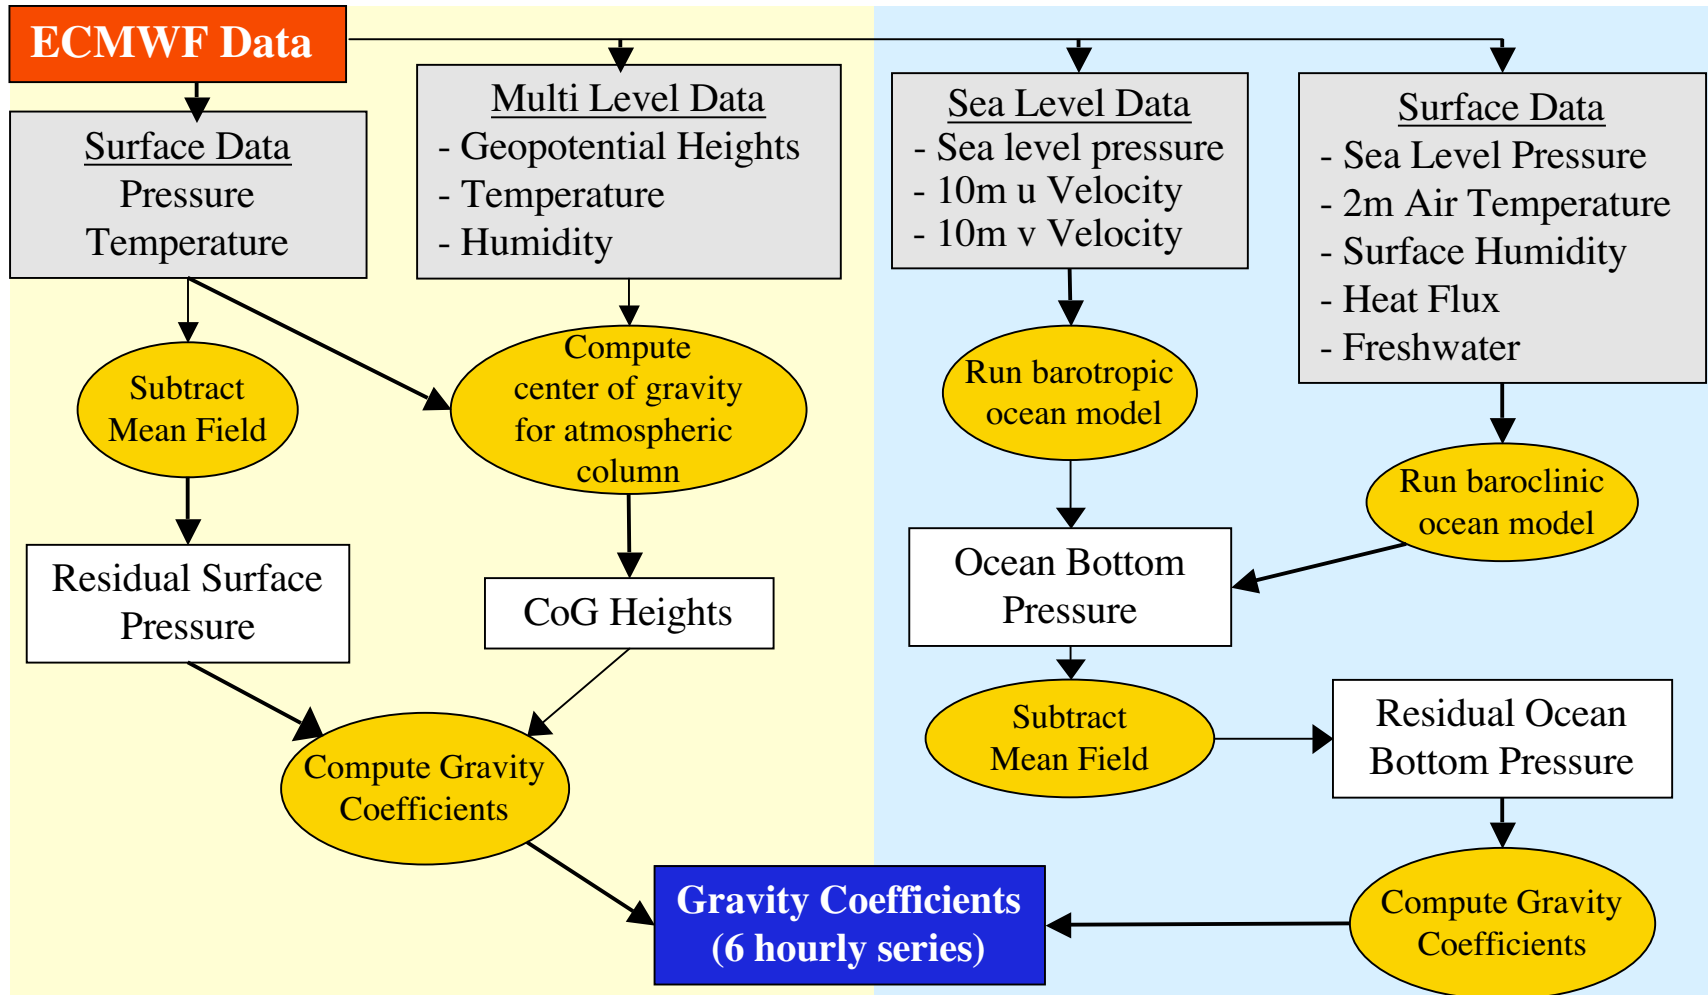 ECMWF Data
Surface Data
Pressure
Temperature
Multi Level Data
- Geopotential Heights
- Temperature
- Humidity
Sea Level Data
- Sea level pressure
- 10m u Velocity
- 10m v Velocity
Surface Data
- Sea Level Pressure
- 2m Air Temperature
- Surface Humidity
- Heat Flux
- Freshwater
Subtract
Mean Field
Compute
center of gravity
for atmospheric
column
Run barotropic
ocean model
Run baroclinic
ocean model
Residual Surface
Pressure
CoG Heights
Ocean Bottom
Pressure
Subtract
Mean Field
Residual Ocean
Bottom Pressure
Compute Gravity
Coefficients
Gravity Coefficients
(6 hourly series)
Compute Gravity
Coefficients